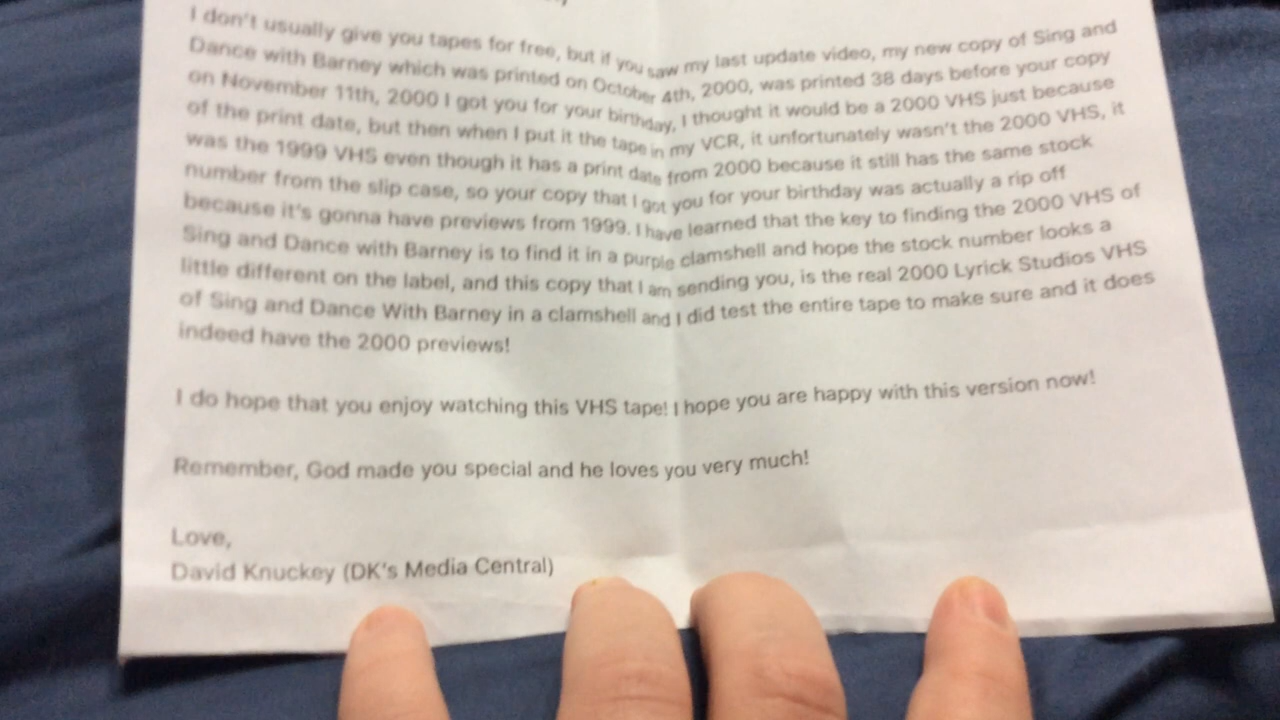 I don't usually give you tapes for free, but if you saw my last update video, my new copy of Sing and
Dance with Barney which was printed on October 4th, 2000, was printed 38 days before your copy
on November 11th, 2000 I got you for your birthday, I thought it would be a 2000 VHS just because
of the print date, but then when I put it the tape in my VCR, it unfortunately wasn't the 2000 VHS, it
was the 1999 VHS even though it has a print date from 2000 because it still has the same stock
number from the slip case, so your copy that I got you for your birthday was actually a rip off
because it's gonna have previews from 1999. I have learned that the key to finding the 2000 VHS of
Sing and Dance with Barney is to find it in a purple clamshell and hope the stock number looks a
little different on the label, and this copy that I am sending you, is the real 2000 Lyrick Studios VHS
of Sing and Dance With Barney in a clamshell and I did test the entire tape to make sure and it does
indeed have the 2000 previews!
I do hope that you enjoy watching this VHS tape! I hope you are happy with this version now!
Remember, God made you special and he loves you very much!
Love,
David Knuckey (DK's Media Central)